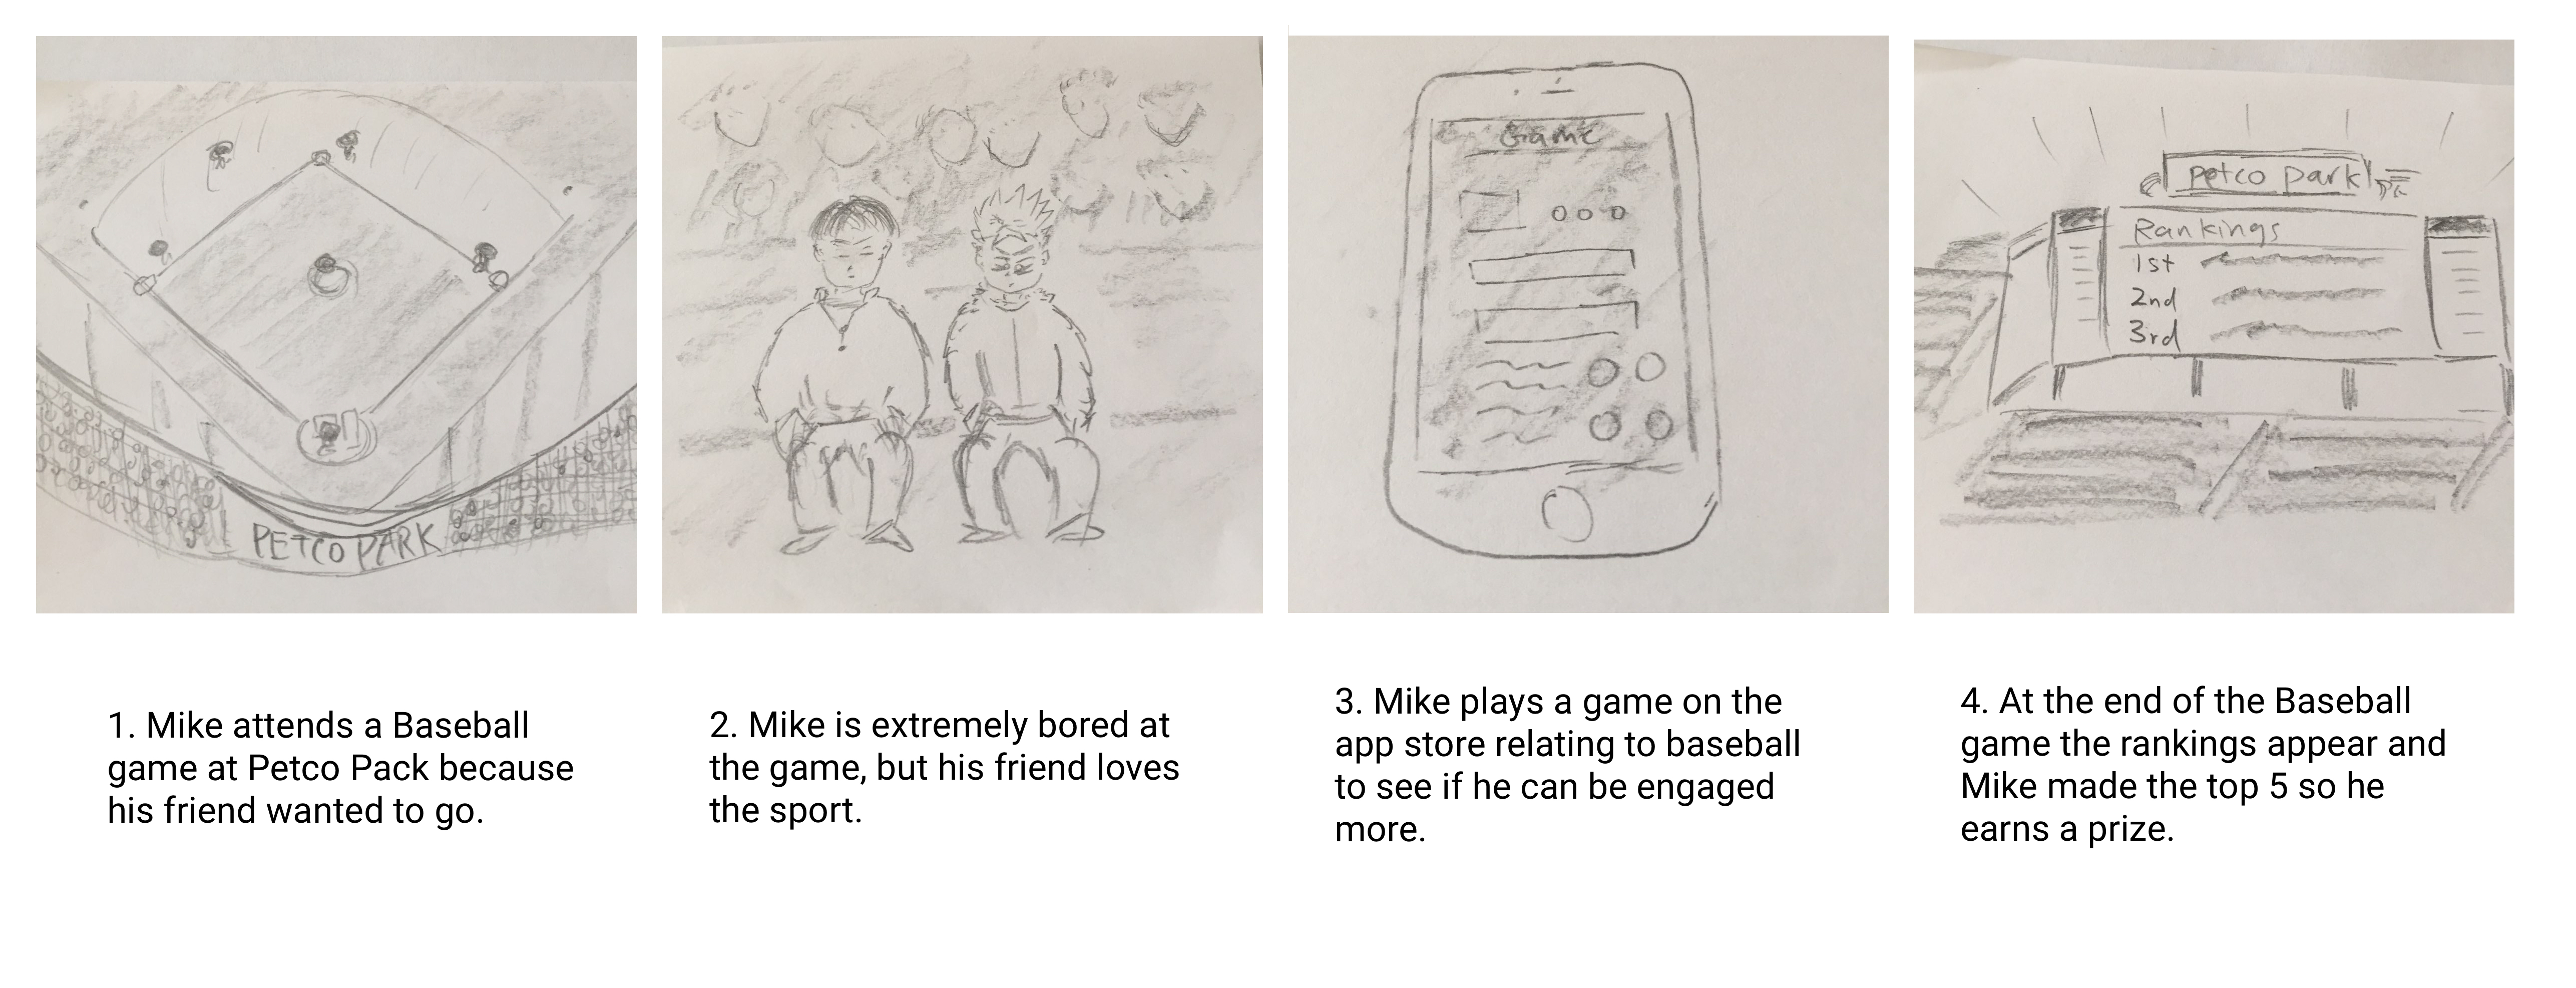 PETCO PARK
Game
Petco Park
Rankings
1st
2nd
3rd
1. Mike attends a Baseball
game at Petco Pack because
his friend wanted to go.
2. Mike is extremely bored at
the game, but his friend loves
the sport.
3. Mike plays a game on the
app store relating to baseball
to see if he can be engaged
more.
4. At the end of the Baseball
game the rankings appear and
Mike made the top 5 so he
earns a prize.